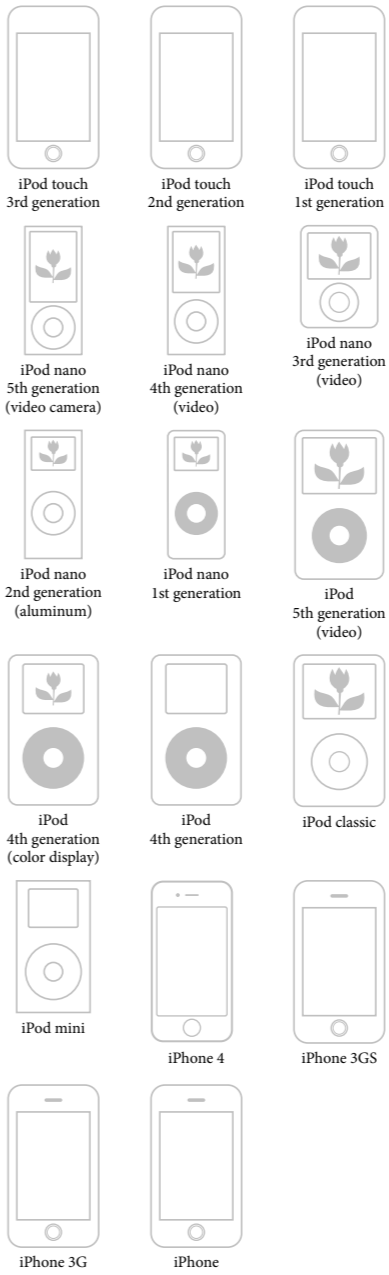 iPod touch
3rd generation
iPod touch
2nd generation
iPod touch
1st generation
iPod nano
5th generation
(video camera)
iPod nano
4th generation
(video)
iPod nano
3rd generation
(video)
iPod nano
2nd generation
(aluminum)
iPod nano
1st generation
iPod
5th generation
(video)
iPod
4th generation
(color display)
iPod
4th generation
iPod classic
iPod mini
iPhone 4
iPhone 3GS
iPhone 3G
iPhone